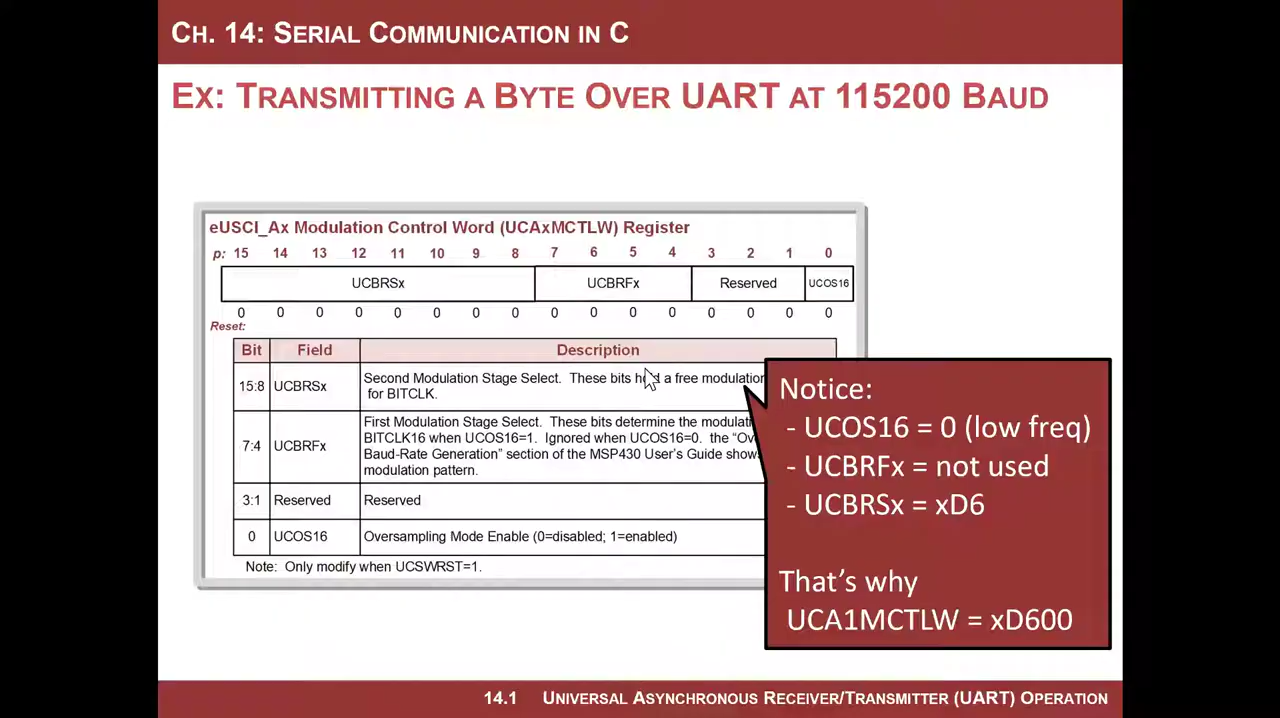 CH. 14: SERIAL COMMUNICATION IN C
EX: TRANSMITTING A BYTE OVER UART AT 115200 BAUD
eUSCI_Ax Modulation Control Word (UCAxMCTLW) Register
p: 15 14 13 12 11 10 9 8 7 6 5 4 3 2 1 0
UCBRSx UCBRFx Reserved UCOS16
0 0 0 0 0 0 0 0 0 0 0 0 0 0 0 0
Reset:
Bit Field Description
15:8 UCBRSx Second Modulation Stage Select. These bits hold a free modulation
for BITCLK.
7:4 UCBRFx First Modulation Stage Select. These bits determine the
BITCLK16 when UCOS16=1. Ignored when UCOS16=0. the
Baud-Rate Generation” section of the MSP430 User’s Guide
modulation pattern.
3:1 Reserved Reserved
0 UCOS16 Oversampling Mode Enable (0=disabled; 1=enabled)
Note: Only modify when UCSWRST=1.
Notice:
- UCOS16 = 0 (low freq)
- UCBRFx = not used
- UCBRSx = xD6
That’s why
UCA1MCTLW = xD600
14.1 UNIVERSAL ASYNCHRONOUS RECEIVER/TRANSMITTER (UART) OPERATION